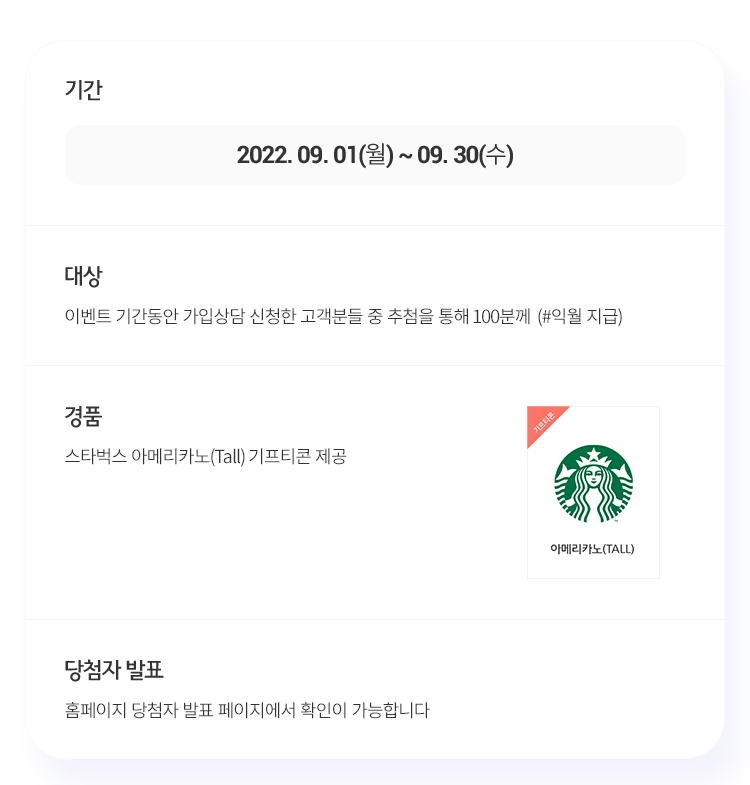 기간
2022. 09. 01(월) ~ 09. 30(수)
대상
이벤트 기간동안 가입상담 신청한 고객분들 중 추첨을 통해 100분께 (#익월 지급)
경품
스타벅스 아메리카노(Tall) 기프티콘 제공
기프티콘
아메리카노(TALL)
당첨자 발표
홈페이지 당첨자 발표 페이지에서 확인이 가능합니다